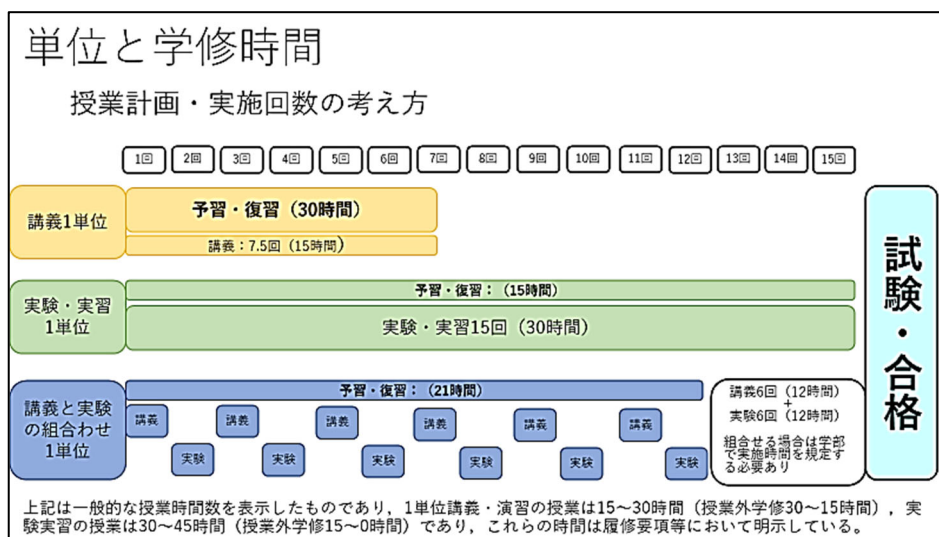 単位と学修時間
授業計画・実施回数の考え方
1回 2回 3回 4回 5回 6回 7回 8回 9回 10回 11回 12回 13回 14回 15回
講義1単位
予習・復習（30時間）
講義：7.5回（15時間）
実験・実習
1単位
予習・復習：（15時間）
実験・実習15回（30時間）
講義と実験
の組合わせ
1単位
予習・復習：（21時間）
講義 講義 講義 講義 講義 講義
実験 実験 実験 実験 実験 実験
講義6回（12時間）
+
実験6回（12時間）
組合せる場合は学部
で実施時間を規定す
る必要あり
試験・合格
上記は一般的な授業時間数を表示したものであり，1単位講義・演習の授業は15～30時間（授業外学修30～15時間），実
験実習の授業は30～45時間（授業外学修15～0時間）であり，これらの時間は履修要項等において明示している。